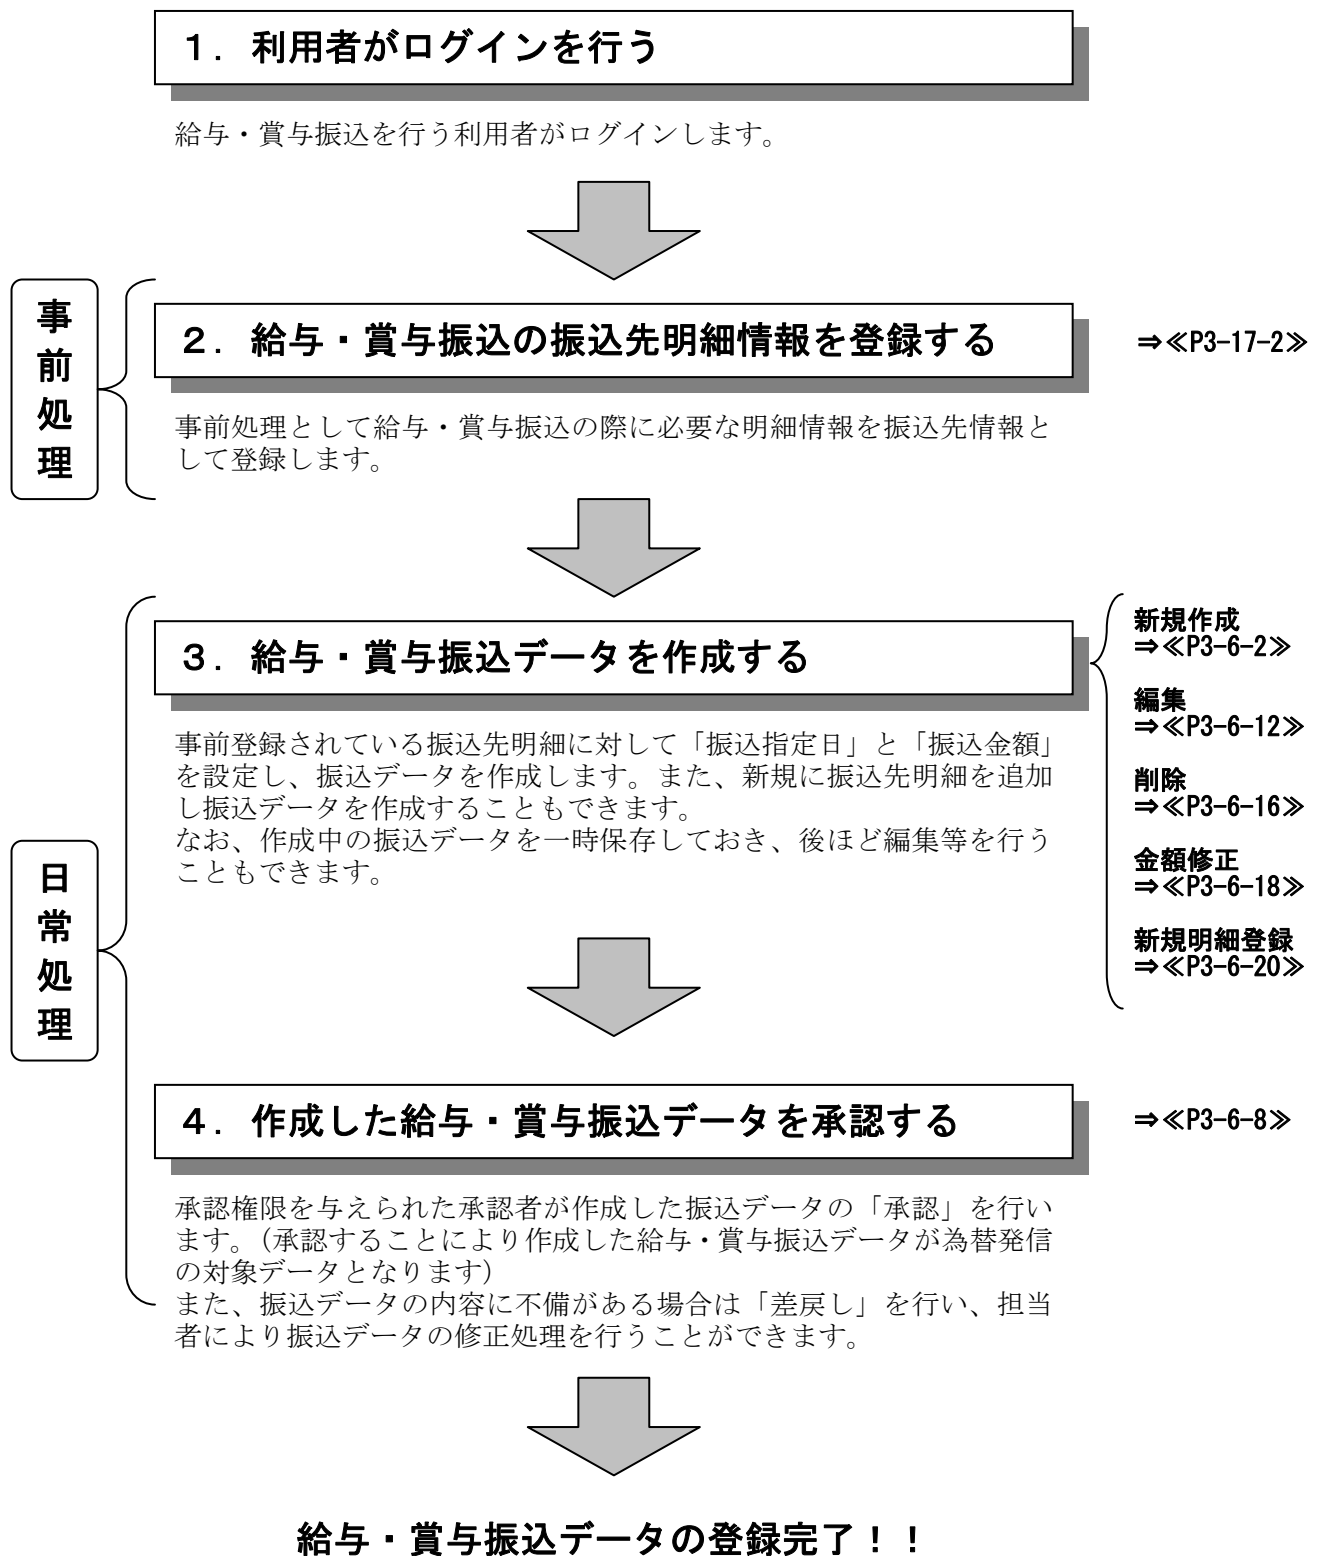 １．利用者がログインを行う
給与・賞与振込を行う利用者がログインします。
事前処理
２．給与・賞与振込の振込先明細情報を登録する
⇒≪P3-17-2≫
事前処理として給与・賞与振込の際に必要な明細情報を振込先情報と
して登録します。
日常処理
３．給与・賞与振込データを作成する
事前登録されている振込先明細に対して「振込指定日」と「振込金額」
を設定し、振込データを作成します。また、新規に振込先明細を追加
し振込データを作成することもできます。
なお、作成中の振込データを一時保存しておき、後ほど編集等を行う
こともできます。
新規作成
⇒≪P3-6-2≫
編集
⇒≪P3-6-12≫
削除
⇒≪P3-6-16≫
金額修正
⇒≪P3-6-18≫
新規明細登録
⇒≪P3-6-20≫
４．作成した給与・賞与振込データを承認する
⇒≪P3-6-8≫
承認権限を与えられた承認者が作成した振込データの「承認」を行い
ます。（承認することにより作成した給与・賞与振込データが為替発信
の対象データとなります）
また、振込データの内容に不備がある場合は「差戻し」を行い、担当
者により振込データの修正処理を行うことができます。
給与・賞与振込データの登録完了！！